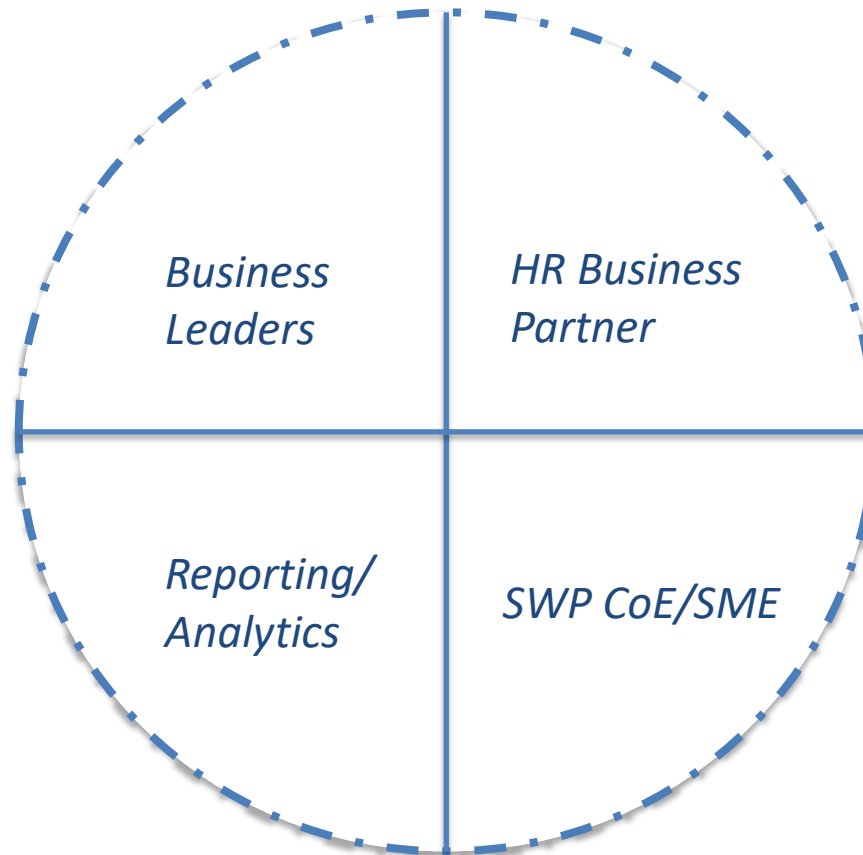 Business
Leaders
HR Business
Partner
Reporting/
Analytics
SWP CoE/SME